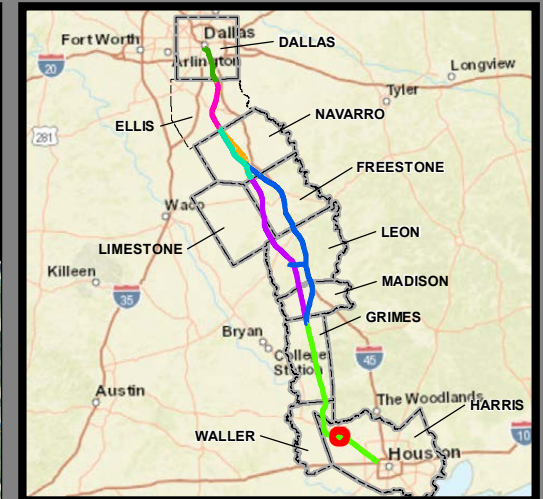 Fort Worth
Dallas
DALLAS
Arlington
20
Longview
Tyler
281
ELLIS
NAVARRO
FREESTONE
Waco
LIMESTONE
LEON
Killeen
MADISON
35
GRIMES
Bryan
College
Station
45
Austin
The Woodlands
HARRIS
WALLER
10
Houston